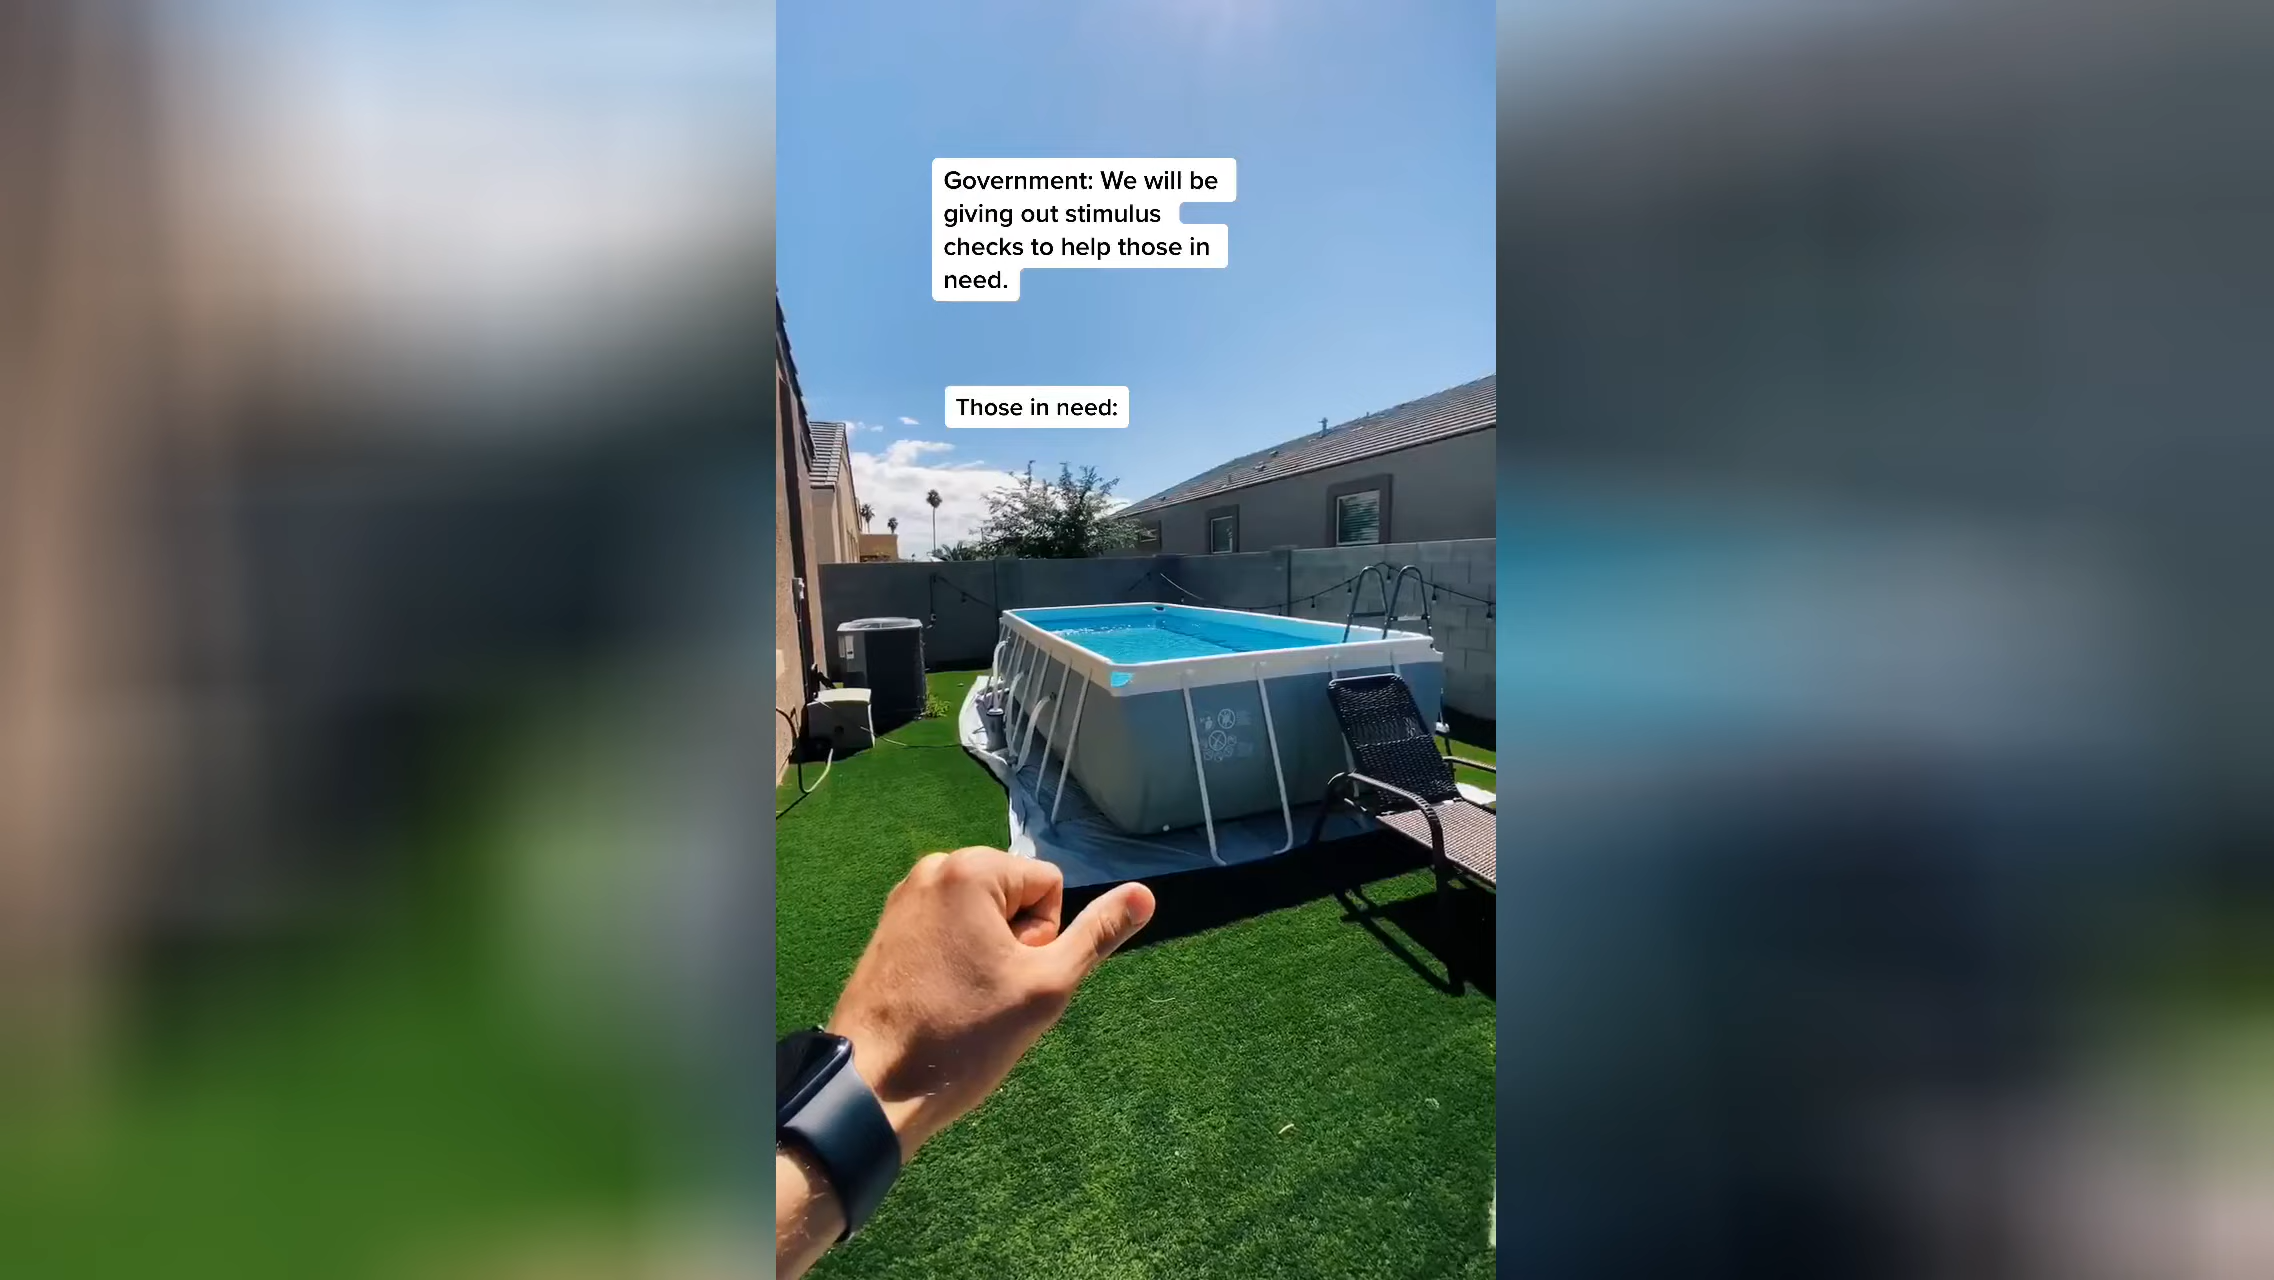 Government: We will be
giving out stimulus
checks to help those in
need.
Those in need: